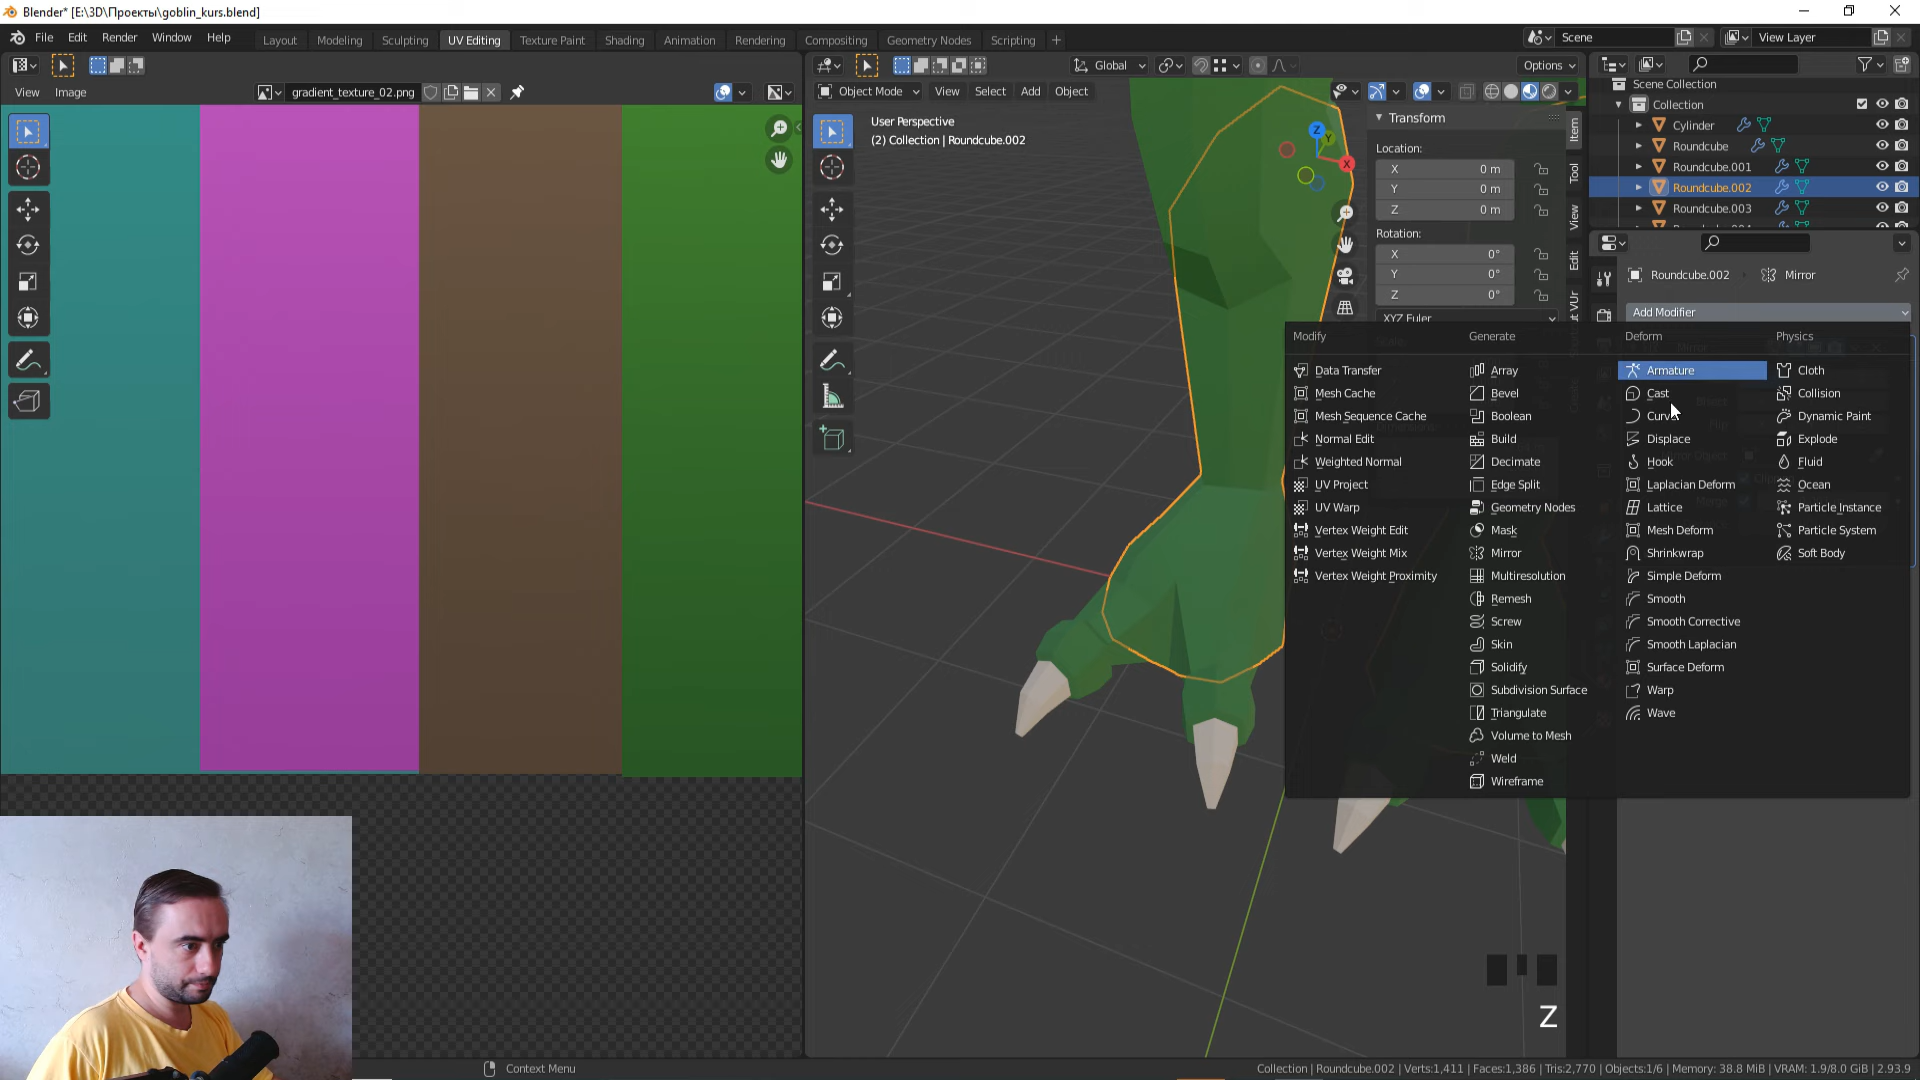 Blender* [E:\3D\Проекты\goblin_kurs.blend]
File Edit Render Window Help
Layout Modeling Sculpting UV Editing Texture Paint Shading Animation Rendering Compositing Geometry Nodes Scripting +
Scene
View Layer
Global
Options
View Image
gradient_texture_02.png
Object Mode View Select Add Object
User Perspective
(2) Collection | Roundcube.002
Z
Y
X
Transform
Location:
X 0 m
Y 0 m
Z 0 m
Rotation:
X 0°
Y 0°
Z 0°
XYZ Euler
Item
Tool
View
Edit
Scene Collection
Collection
Cylinder
Roundcube
Roundcube.001
Roundcube.002
Roundcube.003
Roundcube.002 Mirror
Add Modifier
Modify
Data Transfer
Mesh Cache
Mesh Sequence Cache
Normal Edit
Weighted Normal
UV Project
UV Warp
Vertex Weight Edit
Vertex Weight Mix
Vertex Weight Proximity
Generate
Array
Bevel
Boolean
Build
Decimate
Edge Split
Geometry Nodes
Mask
Mirror
Multiresolution
Remesh
Screw
Skin
Solidify
Subdivision Surface
Triangulate
Volume to Mesh
Weld
Wireframe
Deform
Armature
Cast
Curve
Displace
Hook
Laplacian Deform
Lattice
Mesh Deform
Shrinkwrap
Simple Deform
Smooth
Smooth Corrective
Smooth Laplacian
Surface Deform
Warp
Wave
Physics
Cloth
Collision
Dynamic Paint
Explode
Fluid
Ocean
Particle Instance
Particle System
Soft Body
Z
Context Menu
Collection | Roundcube.002 | Verts:1,411 | Faces:1,386 | Tris:2,770 | Objects:1/6 | Memory: 38.8 MiB | VRAM: 1.9/8.0 GiB | 2.93.9